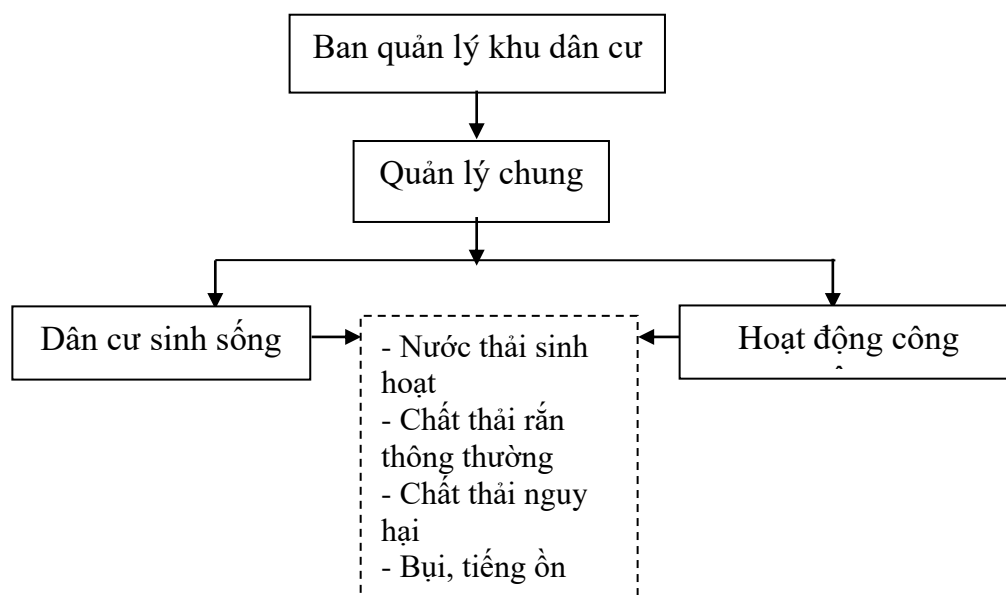 Ban quản lý khu dân cư
Quản lý chung
Dân cư sinh sống
- Nước thải sinh
hoạt
- Chất thải rắn
thông thường
- Chất thải nguy
hại
- Bụi, tiếng ồn
Hoạt động công